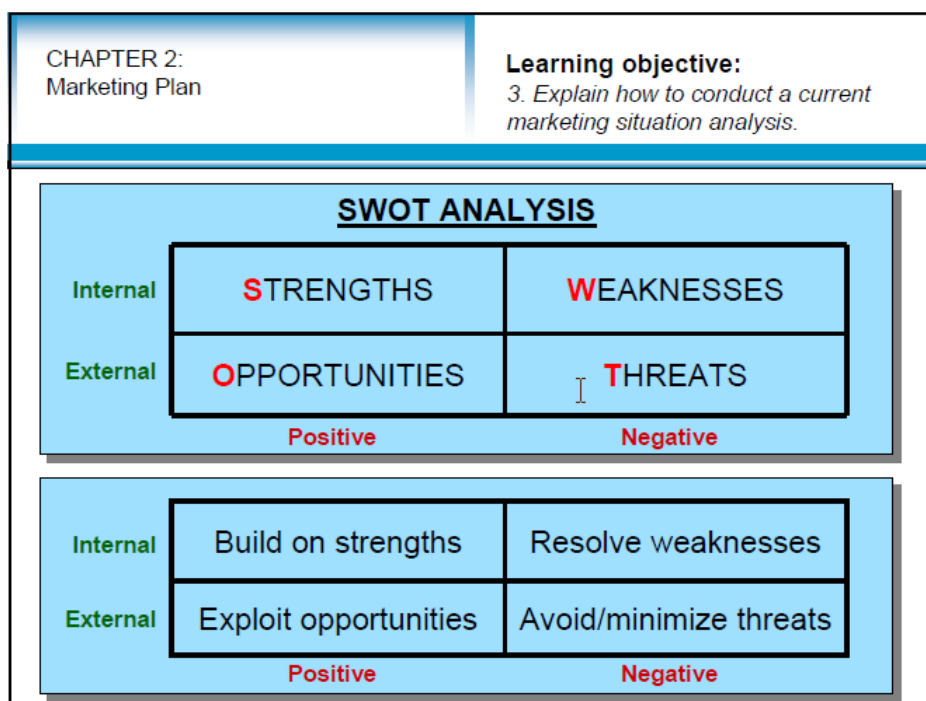 CHAPTER 2:
Marketing Plan
Learning objective:
3. Explain how to conduct a current
marketing situation analysis.
SWOT ANALYSIS
Internal STRENGTHS WEAKNESSES
External OPPORTUNITIES THREATS
Positive Negative
Internal Build on strengths Resolve weaknesses
External Exploit opportunities Avoid/minimize threats
Positive Negative